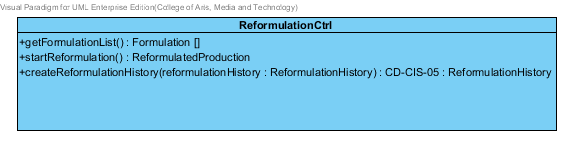 Visual Paradigm for UML Enterprise Edition(College of Arts, Media and Technology)
ReformulationCtrl
+getFormulationList() : Formulation []
+startReformulation() : ReformulatedProduction
+createReformulationHistory(reformulationHistory : ReformulationHistory) : CD-CIS-05 : ReformulationHistory